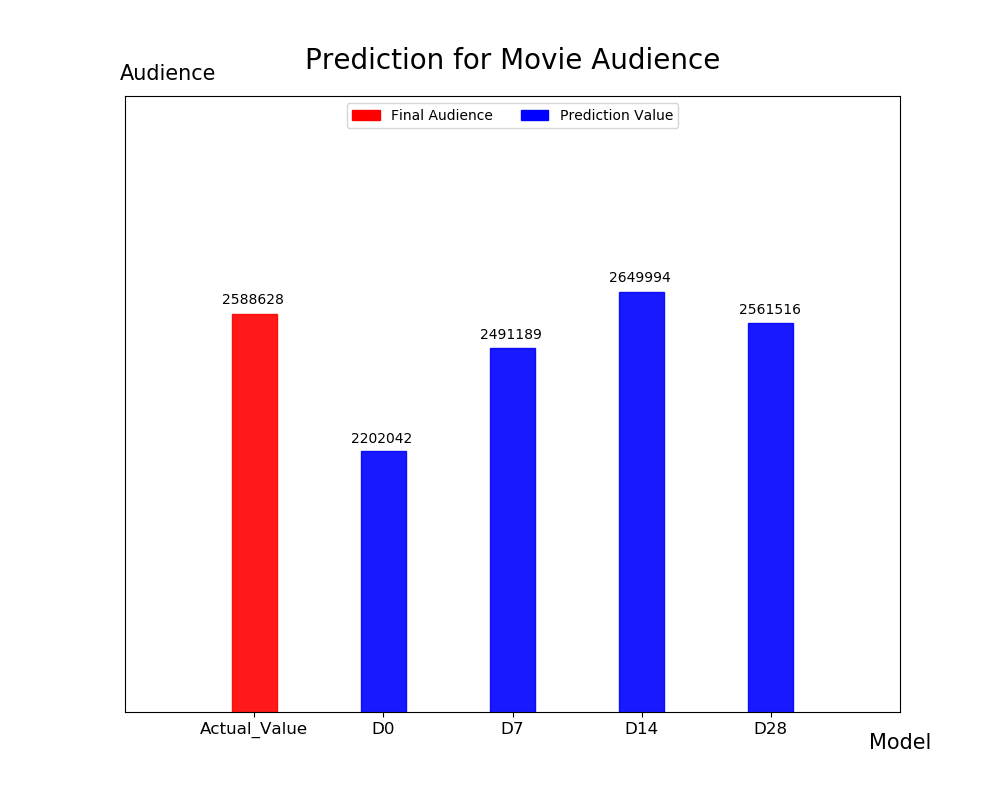 Prediction for Movie Audience
Audience
Final Audience
Prediction Value
2588628
2202042
2491189
2649994
2561516
Actual_Value
D0
D7
D14
D28
Model